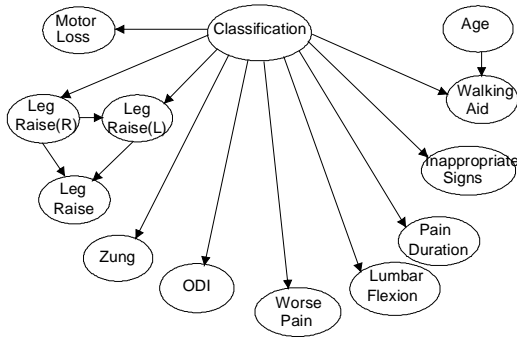 Motor
Loss
Classification
Age
Leg
Raise(R)
Leg
Raise(L)
Walking
Aid
Leg
Raise
Inappropriate
Signs
Zung
ODI
Worse
Pain
Lumbar
Flexion
Pain
Duration